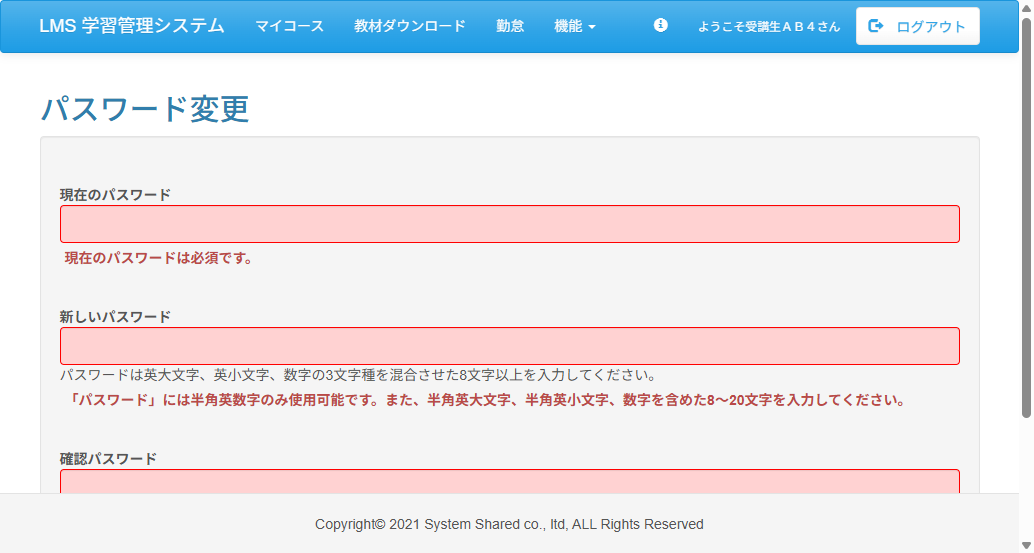 LMS 学習管理システム マイコース 教材ダウンロード 勤怠 機能 ようこそ受講生ＡＢ４さん ログアウト
パスワード変更
現在のパスワード
現在のパスワードは必須です。
新しいパスワード
パスワードは英大文字、英小文字、数字の3文字種を混合させた8文字以上を入力してください。
「パスワード」には半角英数字のみ使用可能です。また、半角英大文字、半角英小文字、数字を含めた8～20文字を入力してください。
確認パスワード
Copyright© 2021 System Shared co., ltd, ALL Rights Reserved